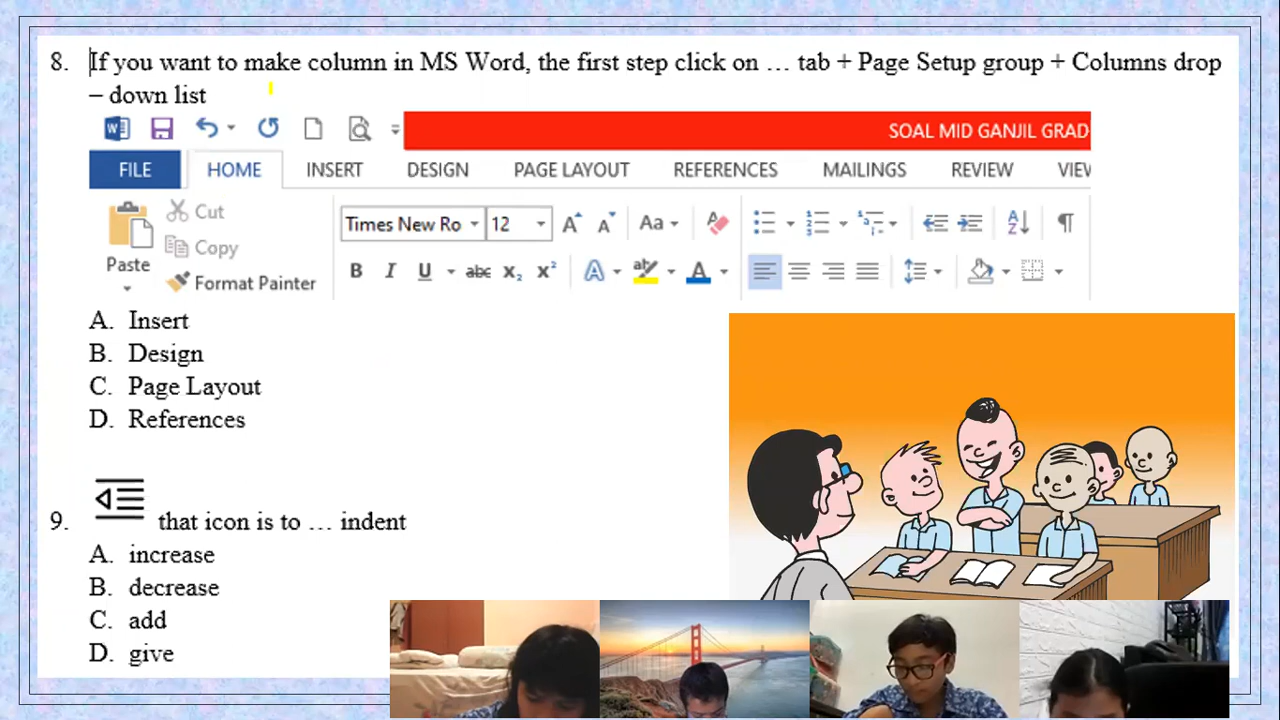 8. If you want to make column in MS Word, the first step click on … tab + Page Setup group + Columns drop
– down list
SOAL MID GANJIL GRAD
FILE HOME INSERT DESIGN PAGE LAYOUT REFERENCES MAILINGS REVIEW VIEW
Cut
Times New Ro 12 Aa
Copy
Paste
B I U abc x₂ x² A ab A
Format Painter
A. Insert
B. Design
C. Page Layout
D. References
9. that icon is to … indent
A. increase
B. decrease
C. add
D. give